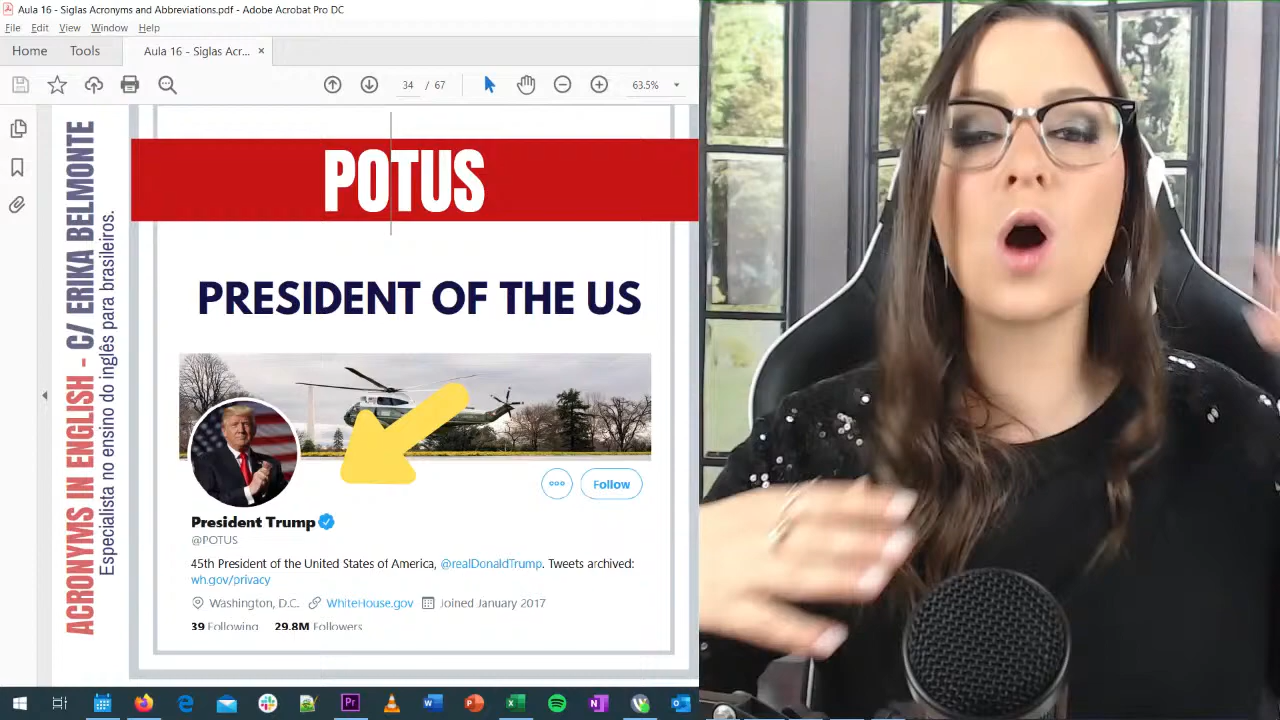 Aula 16 - Siglas Acronyms and Abbreviations.pdf - Adobe Acrobat Pro DC
File Edit View Window Help
Home Tools Aula 16 - Siglas Acr... ×
34 / 67 63.5%
ACRONYMS IN ENGLISH - C/ ERIKA BELMONTE
Especialista no ensino do inglês para brasileiros.
POTUS
PRESIDENT OF THE US
Follow
President Trump
@POTUS
45th President of the United States of America, @realDonaldTrump. Tweets archived:
wh.gov/privacy
Washington, D.C. WhiteHouse.gov Joined January 2017
39 Following 29.8M Followers